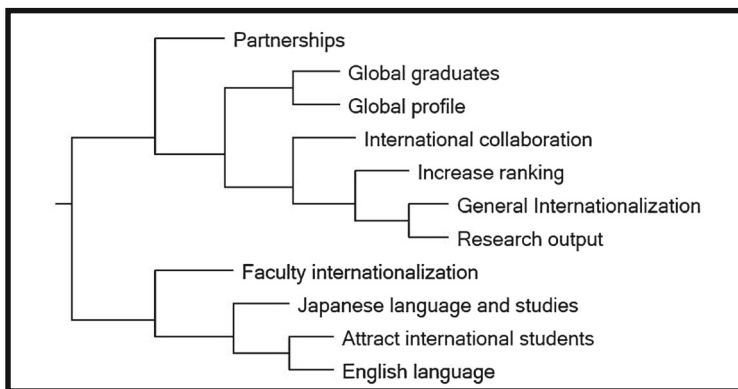 Partnerships
Global graduates
Global profile
International collaboration
Increase ranking
General Internationalization
Research output
Faculty internationalization
Japanese language and studies
Attract international students
English language